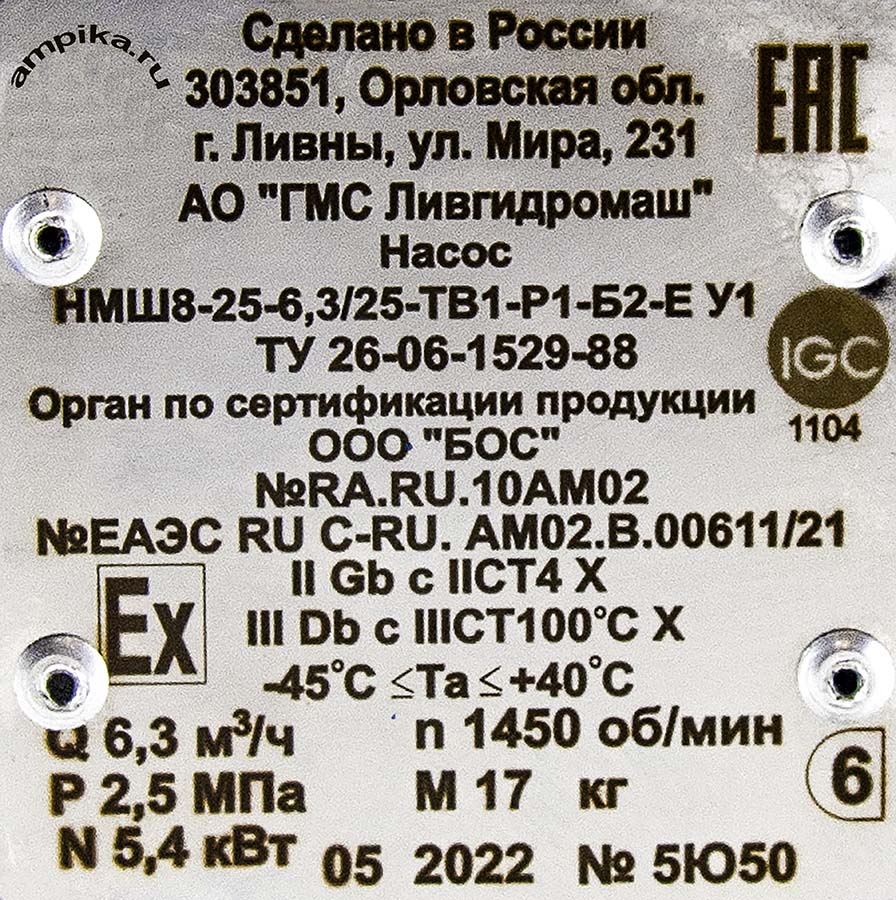 ampika.ru
Сделано в России
303851, Орловская обл.
ЕАС
г. Ливны, ул. Мира, 231
АО "ГМС Ливгидромаш"
Насос
НМШ8-25-6,3/25-ТВ1-Р1-Б2-Е У1
ТУ 26-06-1529-88
IGC
1104
Орган по сертификации продукции
ООО "БОС"
№RA.RU.10АМ02
№ЕАЭС RU C-RU. АМ02.В.00611/21
Ex
II Gb c IICT4 X
III Db c IIICT100°C X
-45°C ≤Ta≤+40°C
Q 6,3 м³/ч n 1450 об/мин
P 2,5 МПа М 17 кг
6
N 5,4 кВт 05 2022 № 5Ю50